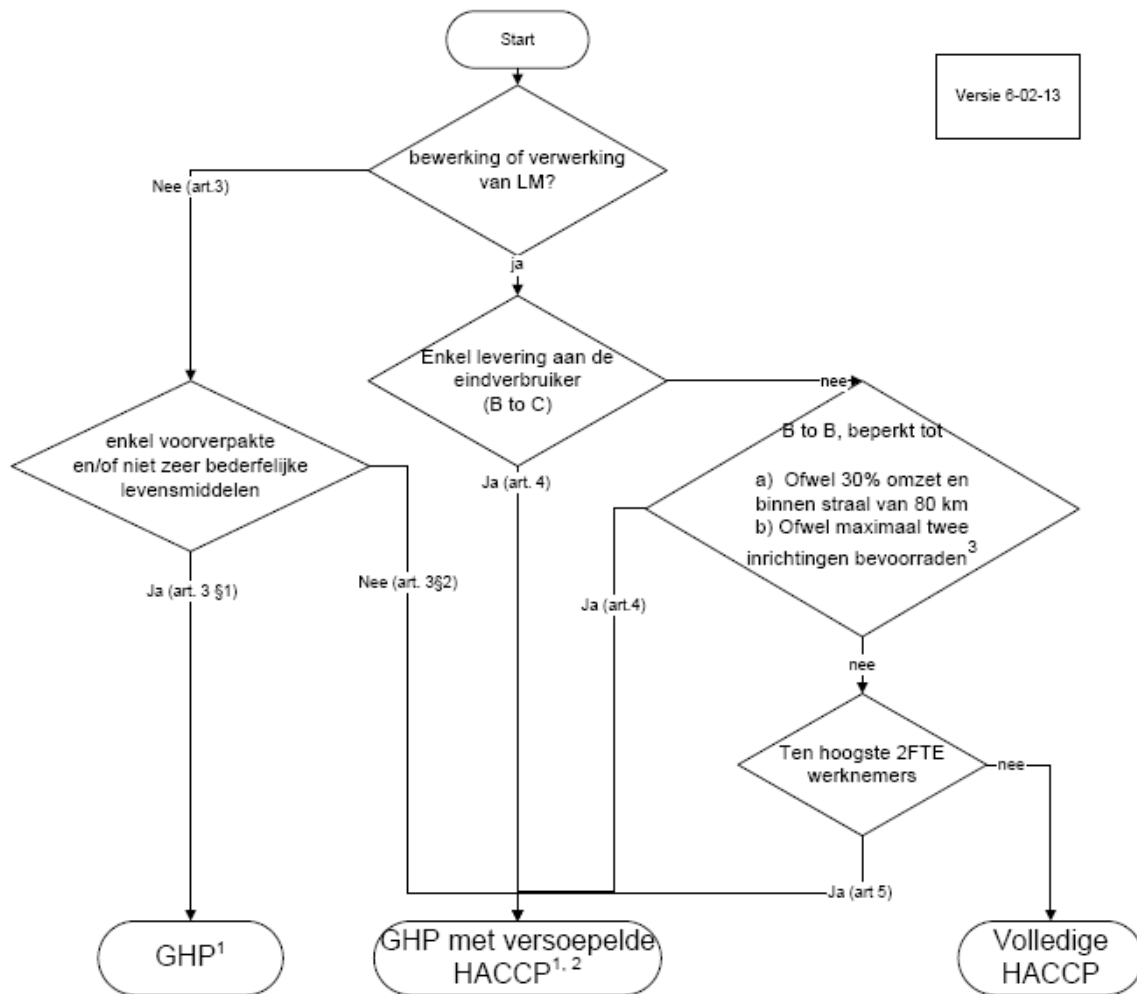 Start
Versie 6-02-13
bewerking of verwerking
van LM?
Nee (art.3)
ja
Enkel levering aan de
eindverbruiker
(B to C)
nee
B to B, beperkt tot
a) Ofwel 30% omzet en
binnen straal van 80 km
b) Ofwel maximaal twee
inrichtingen bevoorraden3
enkel voorverpakte
en/of niet zeer bederfelijke
levensmiddelen
Ja (art. 4)
Ja (art. 3 §1)
Nee (art. 3§2)
Ja (art.4)
nee
Ten hoogste 2FTE
werknemers
nee
Ja (art 5)
GHP1
GHP met versoepelde
HACCP1, 2
Volledige
HACCP